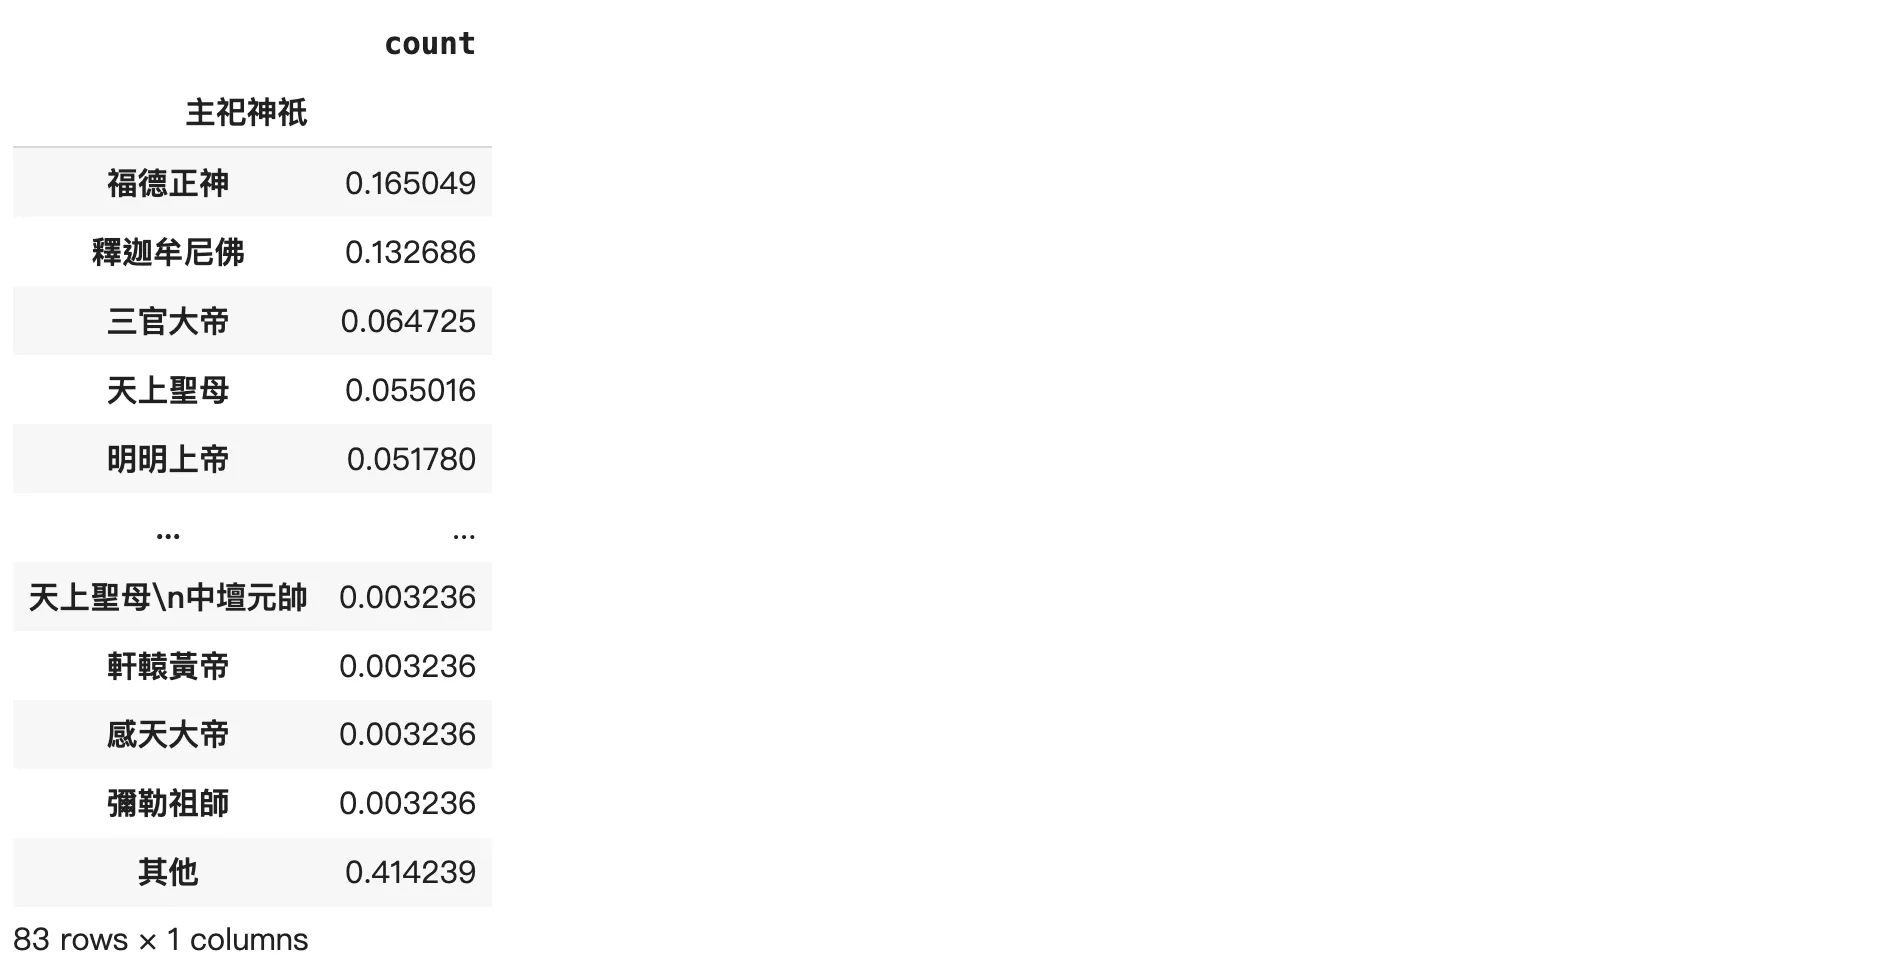 count
主祀神祇
福德正神 0.165049
釋迦牟尼佛 0.132686
三官大帝 0.064725
天上聖母 0.055016
明明上帝 0.051780
... ...
天上聖母\n中壇元帥 0.003236
軒轅黃帝 0.003236
感天大帝 0.003236
彌勒祖師 0.003236
其他 0.414239
83 rows × 1 columns